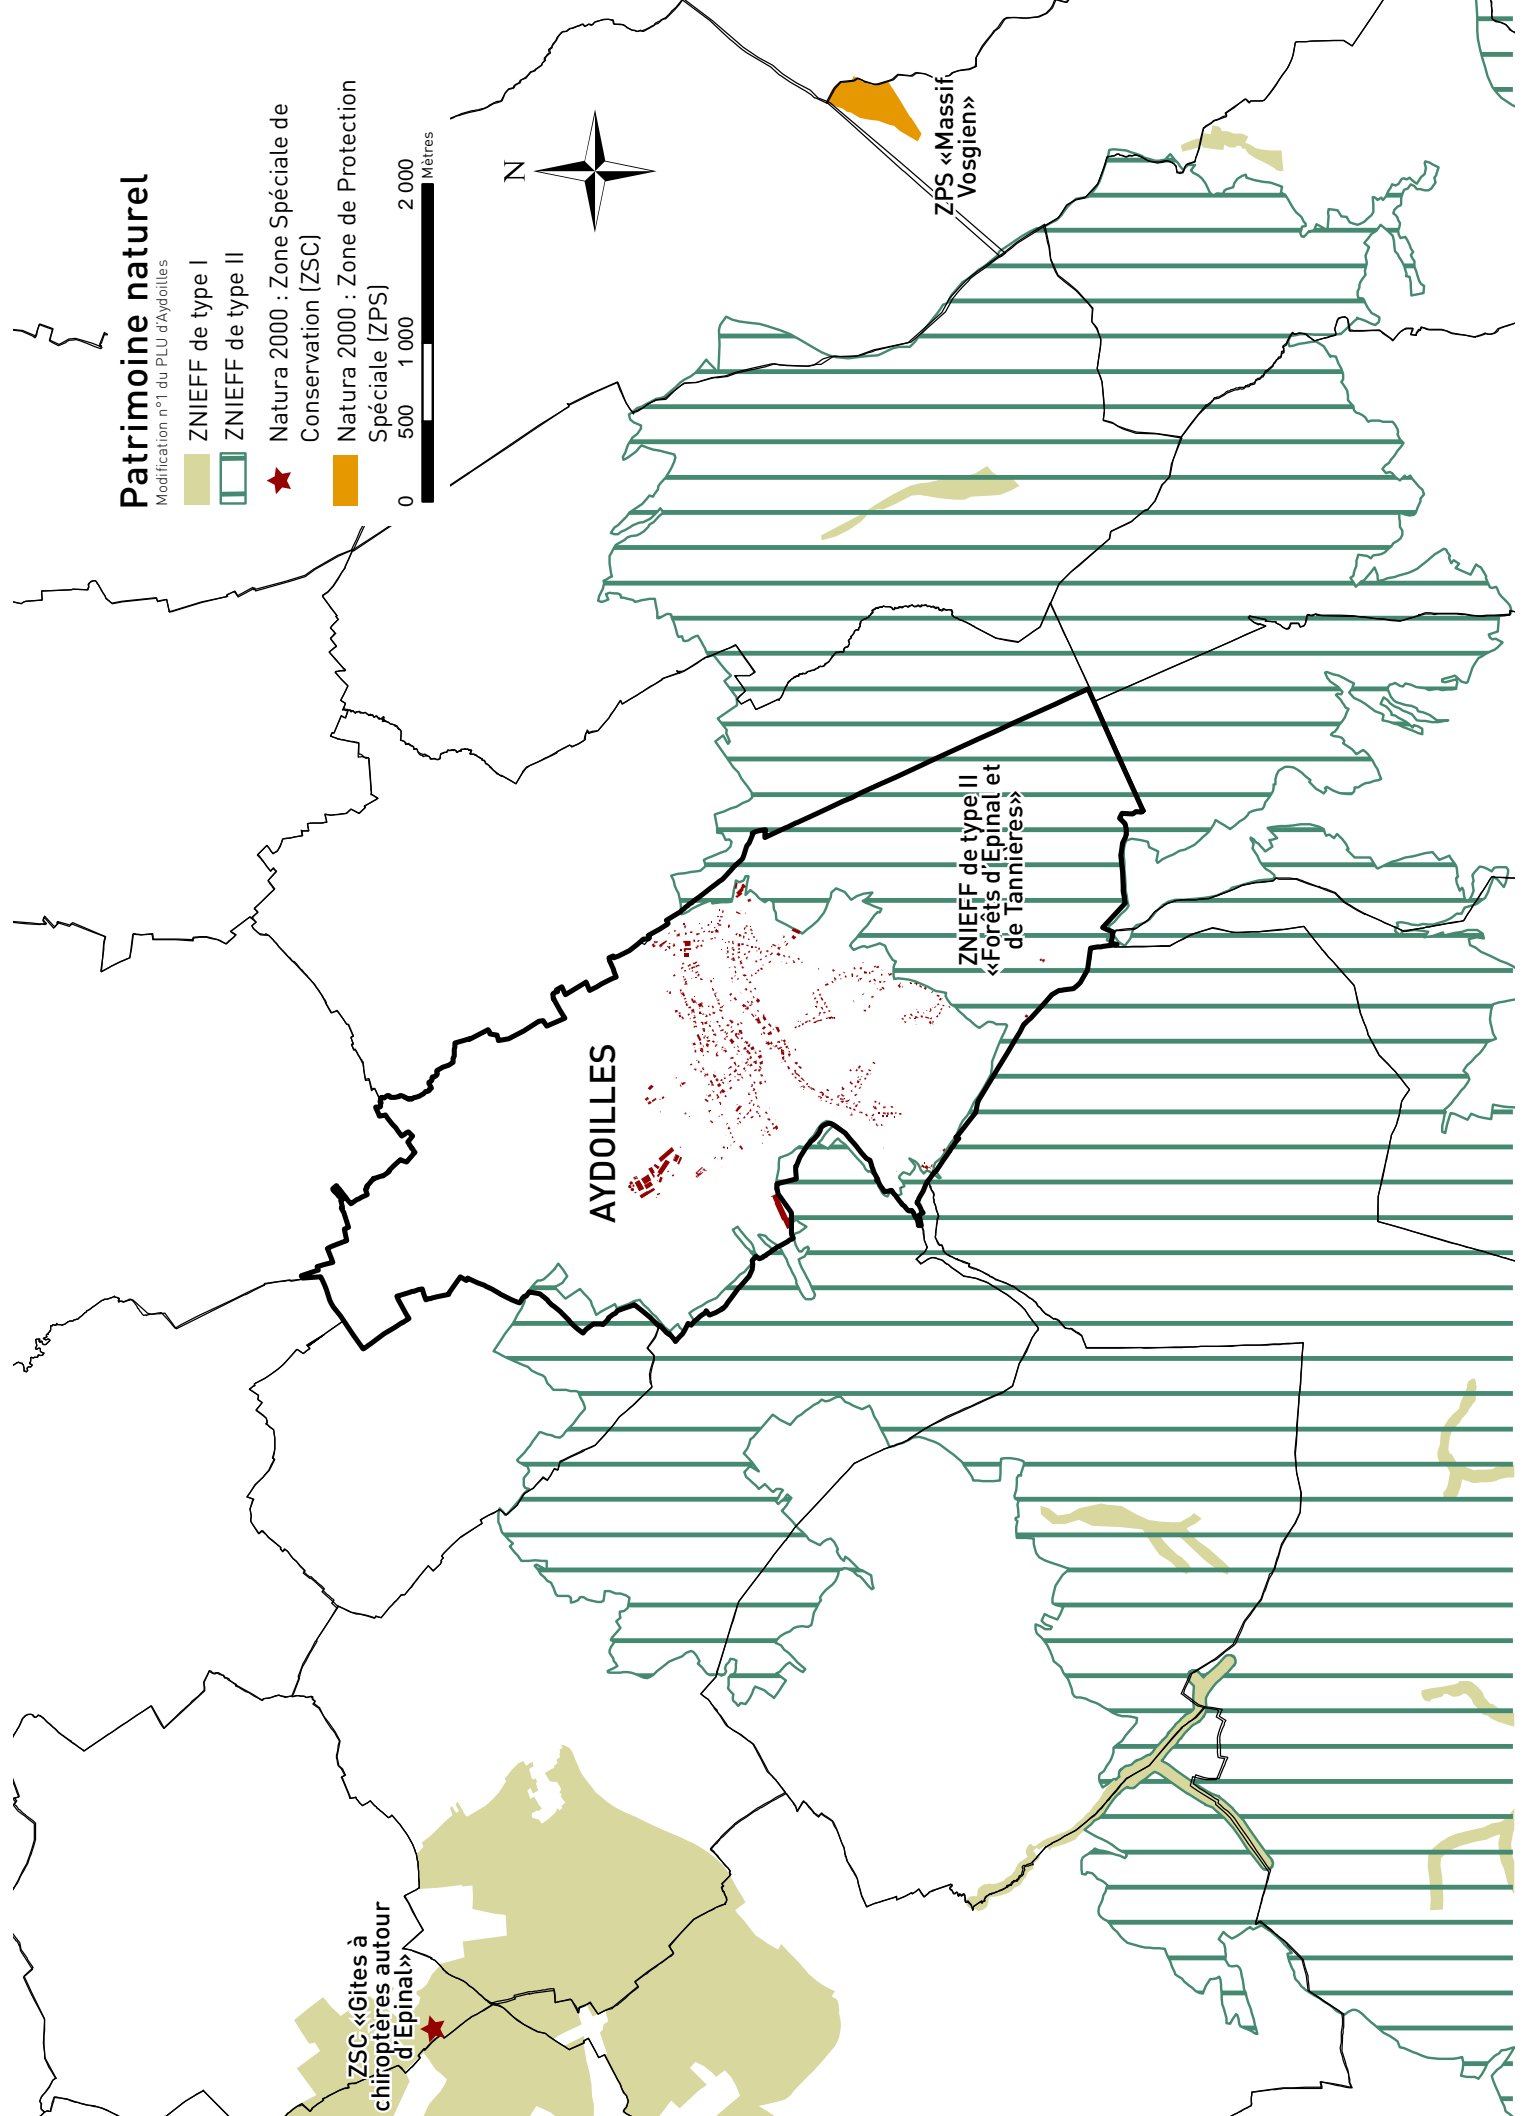 Patrimoine naturel
Modification n°1 du PLU d'Aydoilles
ZNIEFF de type I
ZNIEFF de type II
Natura 2000 : Zone Spéciale de
Conservation (ZSC)
Natura 2000 : Zone de Protection
Spéciale (ZPS)
0 500 1 000 2 000
Mètres
N
ZSC «Gites à
chiroptères autour
d'Epinal»
AYDOILLES
ZNIEFF de type II
«Forêts d'Epinal et
de Tannières»
ZPS «Massif
Vosgien»